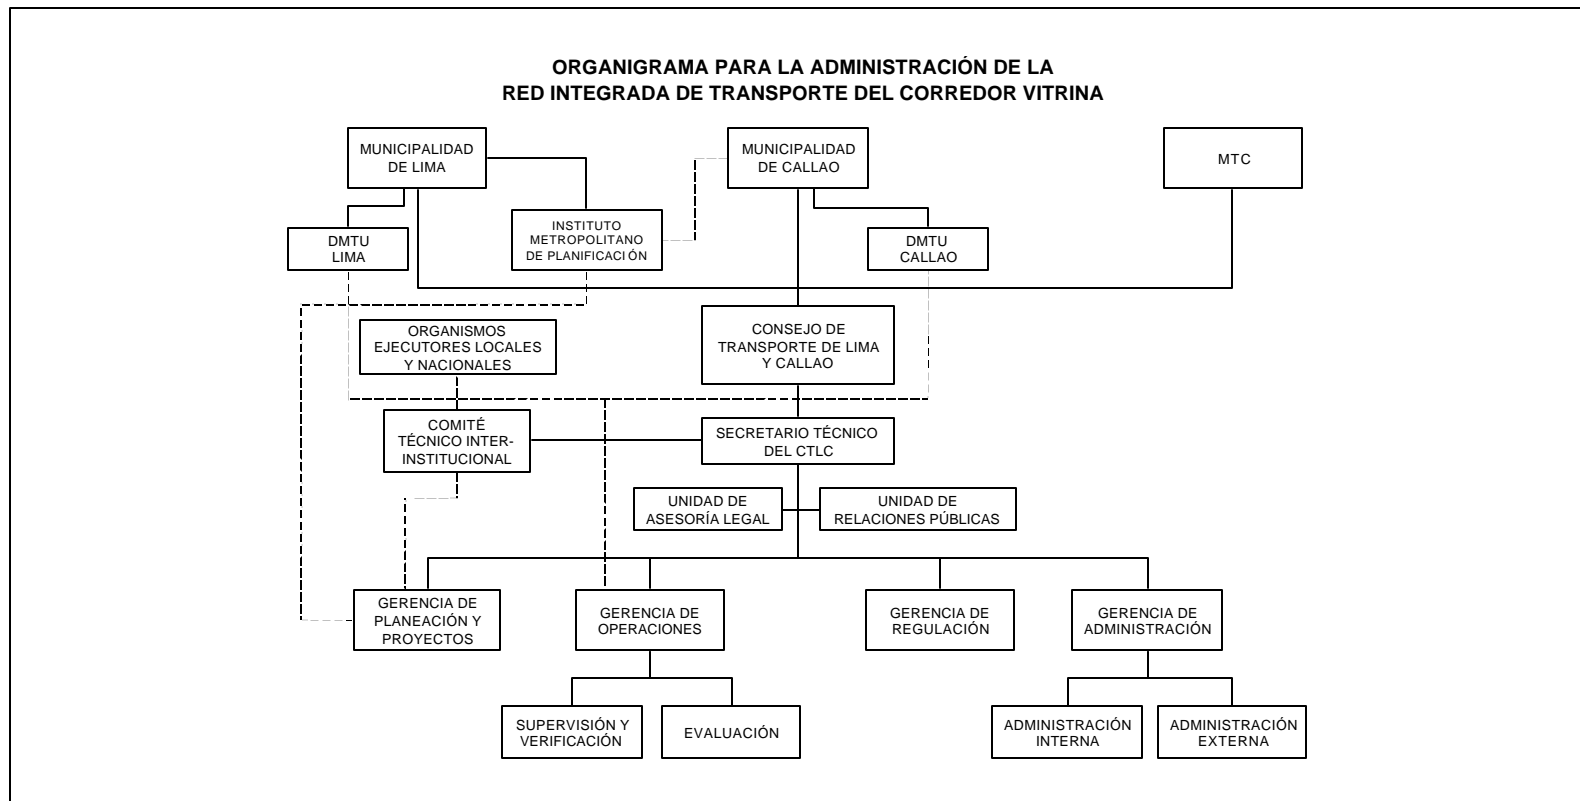 ORGANIGRAMA PARA LA ADMINISTRACIÓN DE LA
RED INTEGRADA DE TRANSPORTE DEL CORREDOR VITRINA
MUNICIPALIDAD
DE LIMA
MUNICIPALIDAD
DE CALLAO
MTC
DMTU
LIMA
INSTITUTO
METROPOLITANO
DE PLANIFICACIÓN
DMTU
CALLAO
ORGANISMOS
EJECUTORES LOCALES
Y NACIONALES
CONSEJO DE
TRANSPORTE DE LIMA
Y CALLAO
COMITÉ
TÉCNICO INTER-
INSTITUCIONAL
SECRETARIO TÉCNICO
DEL CTLC
UNIDAD DE
ASESORÍA LEGAL
UNIDAD DE
RELACIONES PÚBLICAS
GERENCIA DE
PLANEACIÓN Y
PROYECTOS
GERENCIA DE
OPERACIONES
GERENCIA DE
REGULACIÓN
GERENCIA DE
ADMINISTRACIÓN
SUPERVISIÓN Y
VERIFICACIÓN
EVALUACIÓN
ADMINISTRACIÓN
INTERNA
ADMINISTRACIÓN
EXTERNA